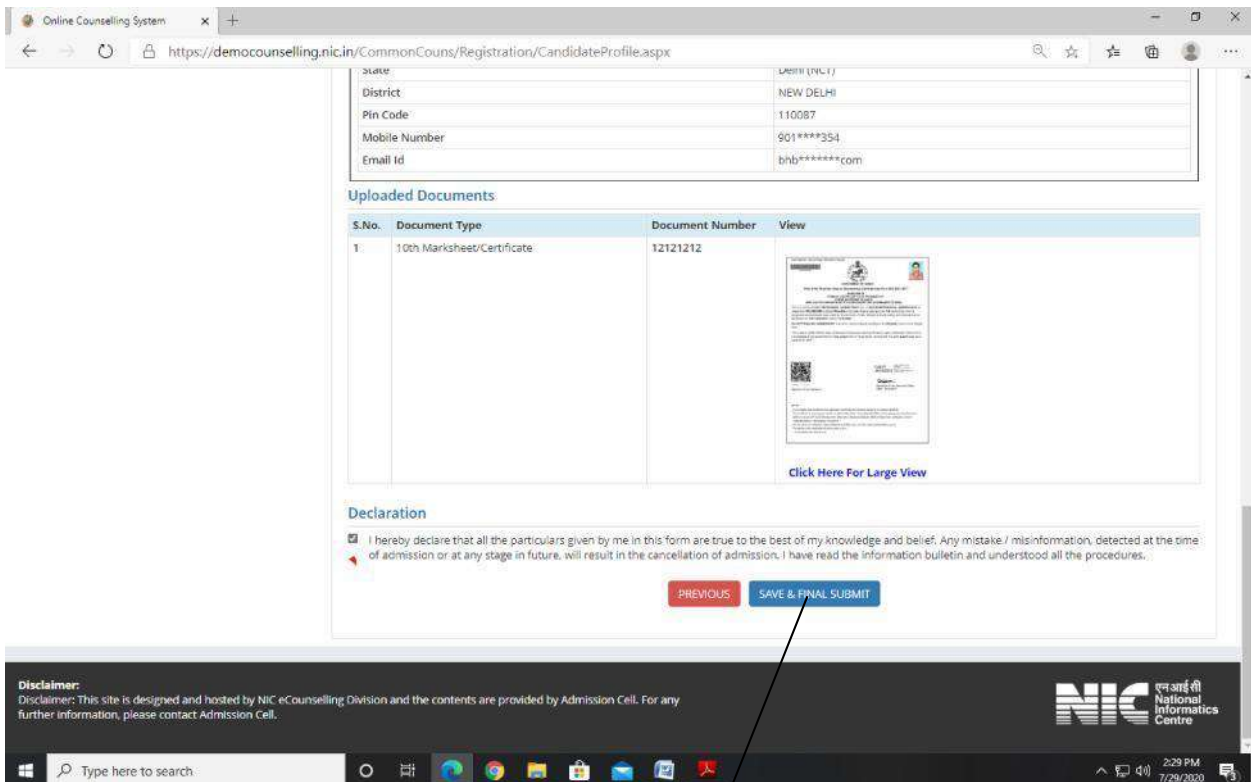 Online Counselling System
https://democounselling.nic.in/CommonCouns/Registration/CandidateProfile.aspx
State Delhi (NCT)
District NEW DELHI
Pin Code 110087
Mobile Number 901****354
Email Id bhb*******com
Uploaded Documents
S.No. Document Type Document Number View
1 10th Marksheet/Certificate 12121212
Click Here For Large View
Declaration
I hereby declare that all the particulars given by me in this form are true to the best of my knowledge and belief. Any mistake / misinformation, detected at the time
of admission or at any stage in future, will result in the cancellation of admission. I have read the information bulletin and understood all the procedures.
PREVIOUS SAVE & FINAL SUBMIT
Disclaimer:
Disclaimer: This site is designed and hosted by NIC eCounselling Division and the contents are provided by Admission Cell. For any
further information, please contact Admission Cell.
NIC
एन आई सी
National
Informatics
Centre
Type here to search
2:29 PM
7/29/2020